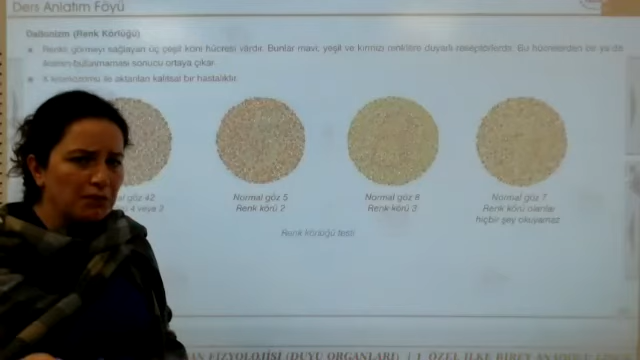 Ders Anlatım Föyü
Daltonizm (Renk Körlüğü)
Renkli görmeyi sağlayan üç çeşit koni hücresi vardır. Bunlar mavi, yeşil ve kırmızı renklere duyarlı reseptörlerdir. Bu hücrelerden bir ya da
bulunmaması sonucu ortaya çıkar.
X kromozomu ile aktarılan kalıtsal bir hastalıktır.
göz 42
4 veya 2
Normal göz 5
Renk körü 2
Normal göz 8
Renk körü 3
Normal göz 7
Renk körü olanlar
hiçbir şey okuyamaz
Renk körlüğü testi
FİZYOLOJİSİ (DUYU ORGANLARI)